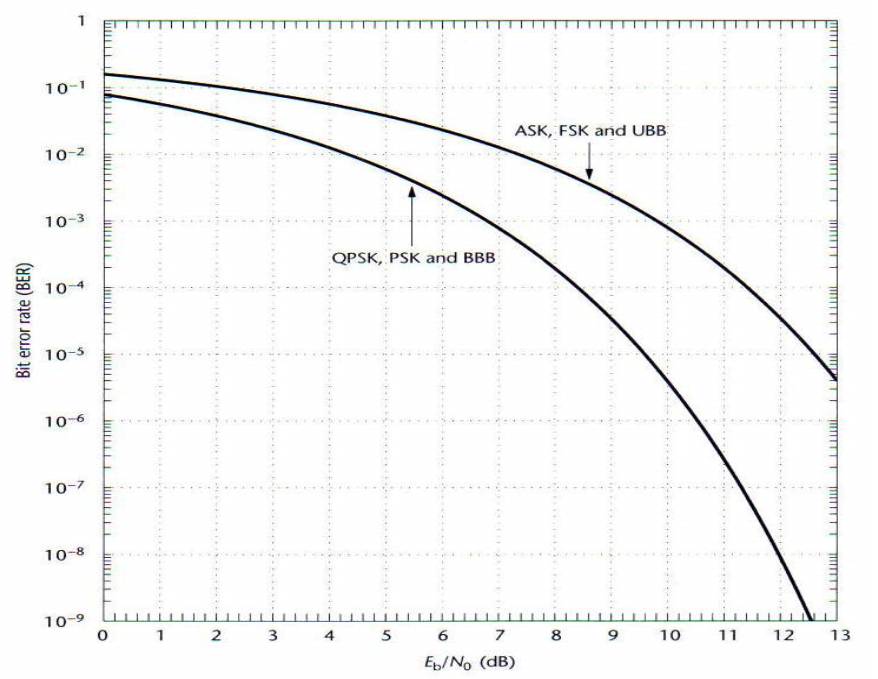 1
10⁻¹
10⁻²
10⁻³
10⁻⁴
10⁻⁵
10⁻⁶
10⁻⁷
10⁻⁸
10⁻⁹
Bit error rate (BER)
ASK, FSK and UBB
QPSK, PSK and BBB
0 1 2 3 4 5 6 7 8 9 10 11 12 13
E_b/N_0 (dB)